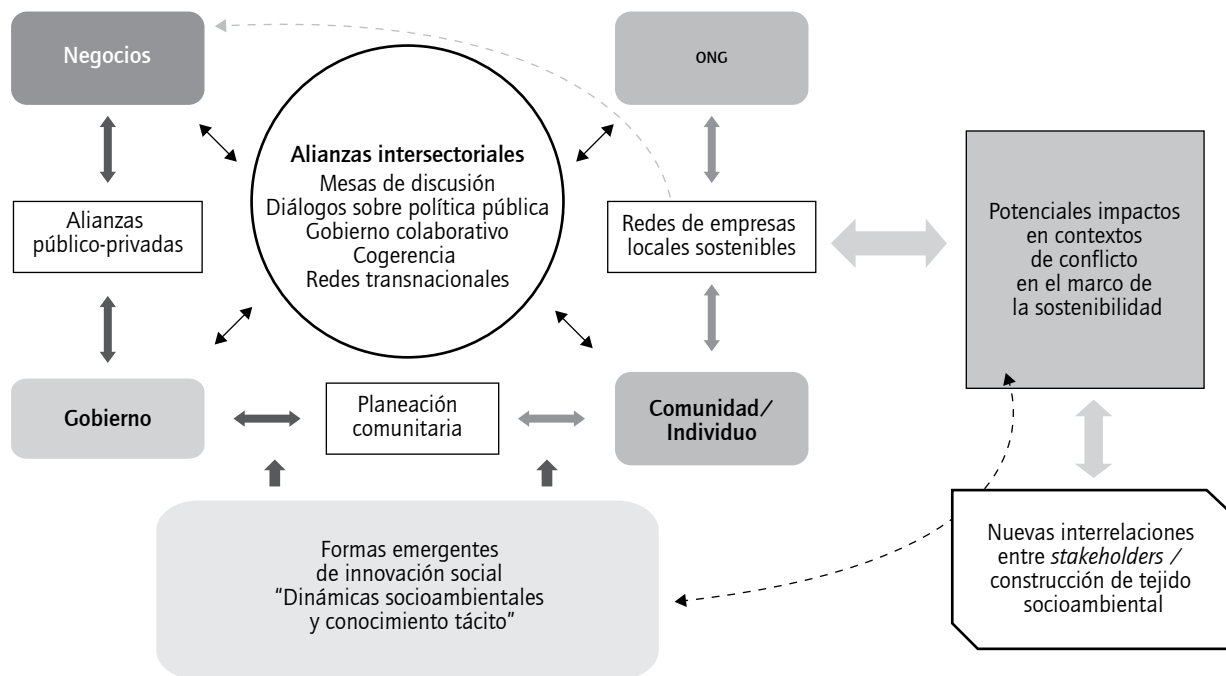 Negocios
ONG
Alianzas intersectoriales
Mesas de discusión
Diálogos sobre política pública
Gobierno colaborativo
Cogerencia
Redes transnacionales
Alianzas
público-privadas
Redes de empresas
locales sostenibles
Potenciales impactos
en contextos
de conflicto
en el marco de
la sostenibilidad
Gobierno
Planeación
comunitaria
Comunidad/
Individuo
Formas emergentes
de innovación social
“Dinámicas socioambientales
y conocimiento tácito”
Nuevas interrelaciones
entre stakeholders /
construcción de tejido
socioambiental